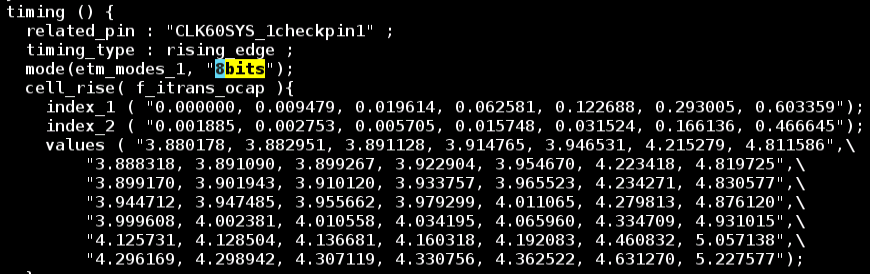 timing () {
related_pin : "CLK60SYS_1checkpin1" ;
timing_type : rising_edge ;
mode(etm_modes_1, "8bits");
cell_rise( f_itrans_ocap ){
index_1 ( "0.000000, 0.009479, 0.019614, 0.062581, 0.122688, 0.293005, 0.603359");
index_2 ( "0.001885, 0.002753, 0.005705, 0.015748, 0.031524, 0.166136, 0.466645");
values ( "3.880178, 3.882951, 3.891128, 3.914765, 3.946531, 4.215279, 4.811586",\
"3.888318, 3.891090, 3.899267, 3.922904, 3.954670, 4.223418, 4.819725",\
"3.899170, 3.901943, 3.910120, 3.933757, 3.965523, 4.234271, 4.830577",\
"3.944712, 3.947485, 3.955662, 3.979299, 4.011065, 4.279813, 4.876120",\
"3.999608, 4.002381, 4.010558, 4.034195, 4.065960, 4.334709, 4.931015",\
"4.125731, 4.128504, 4.136681, 4.160318, 4.192083, 4.460832, 5.057138",\
"4.296169, 4.298942, 4.307119, 4.330756, 4.362522, 4.631270, 5.227577");